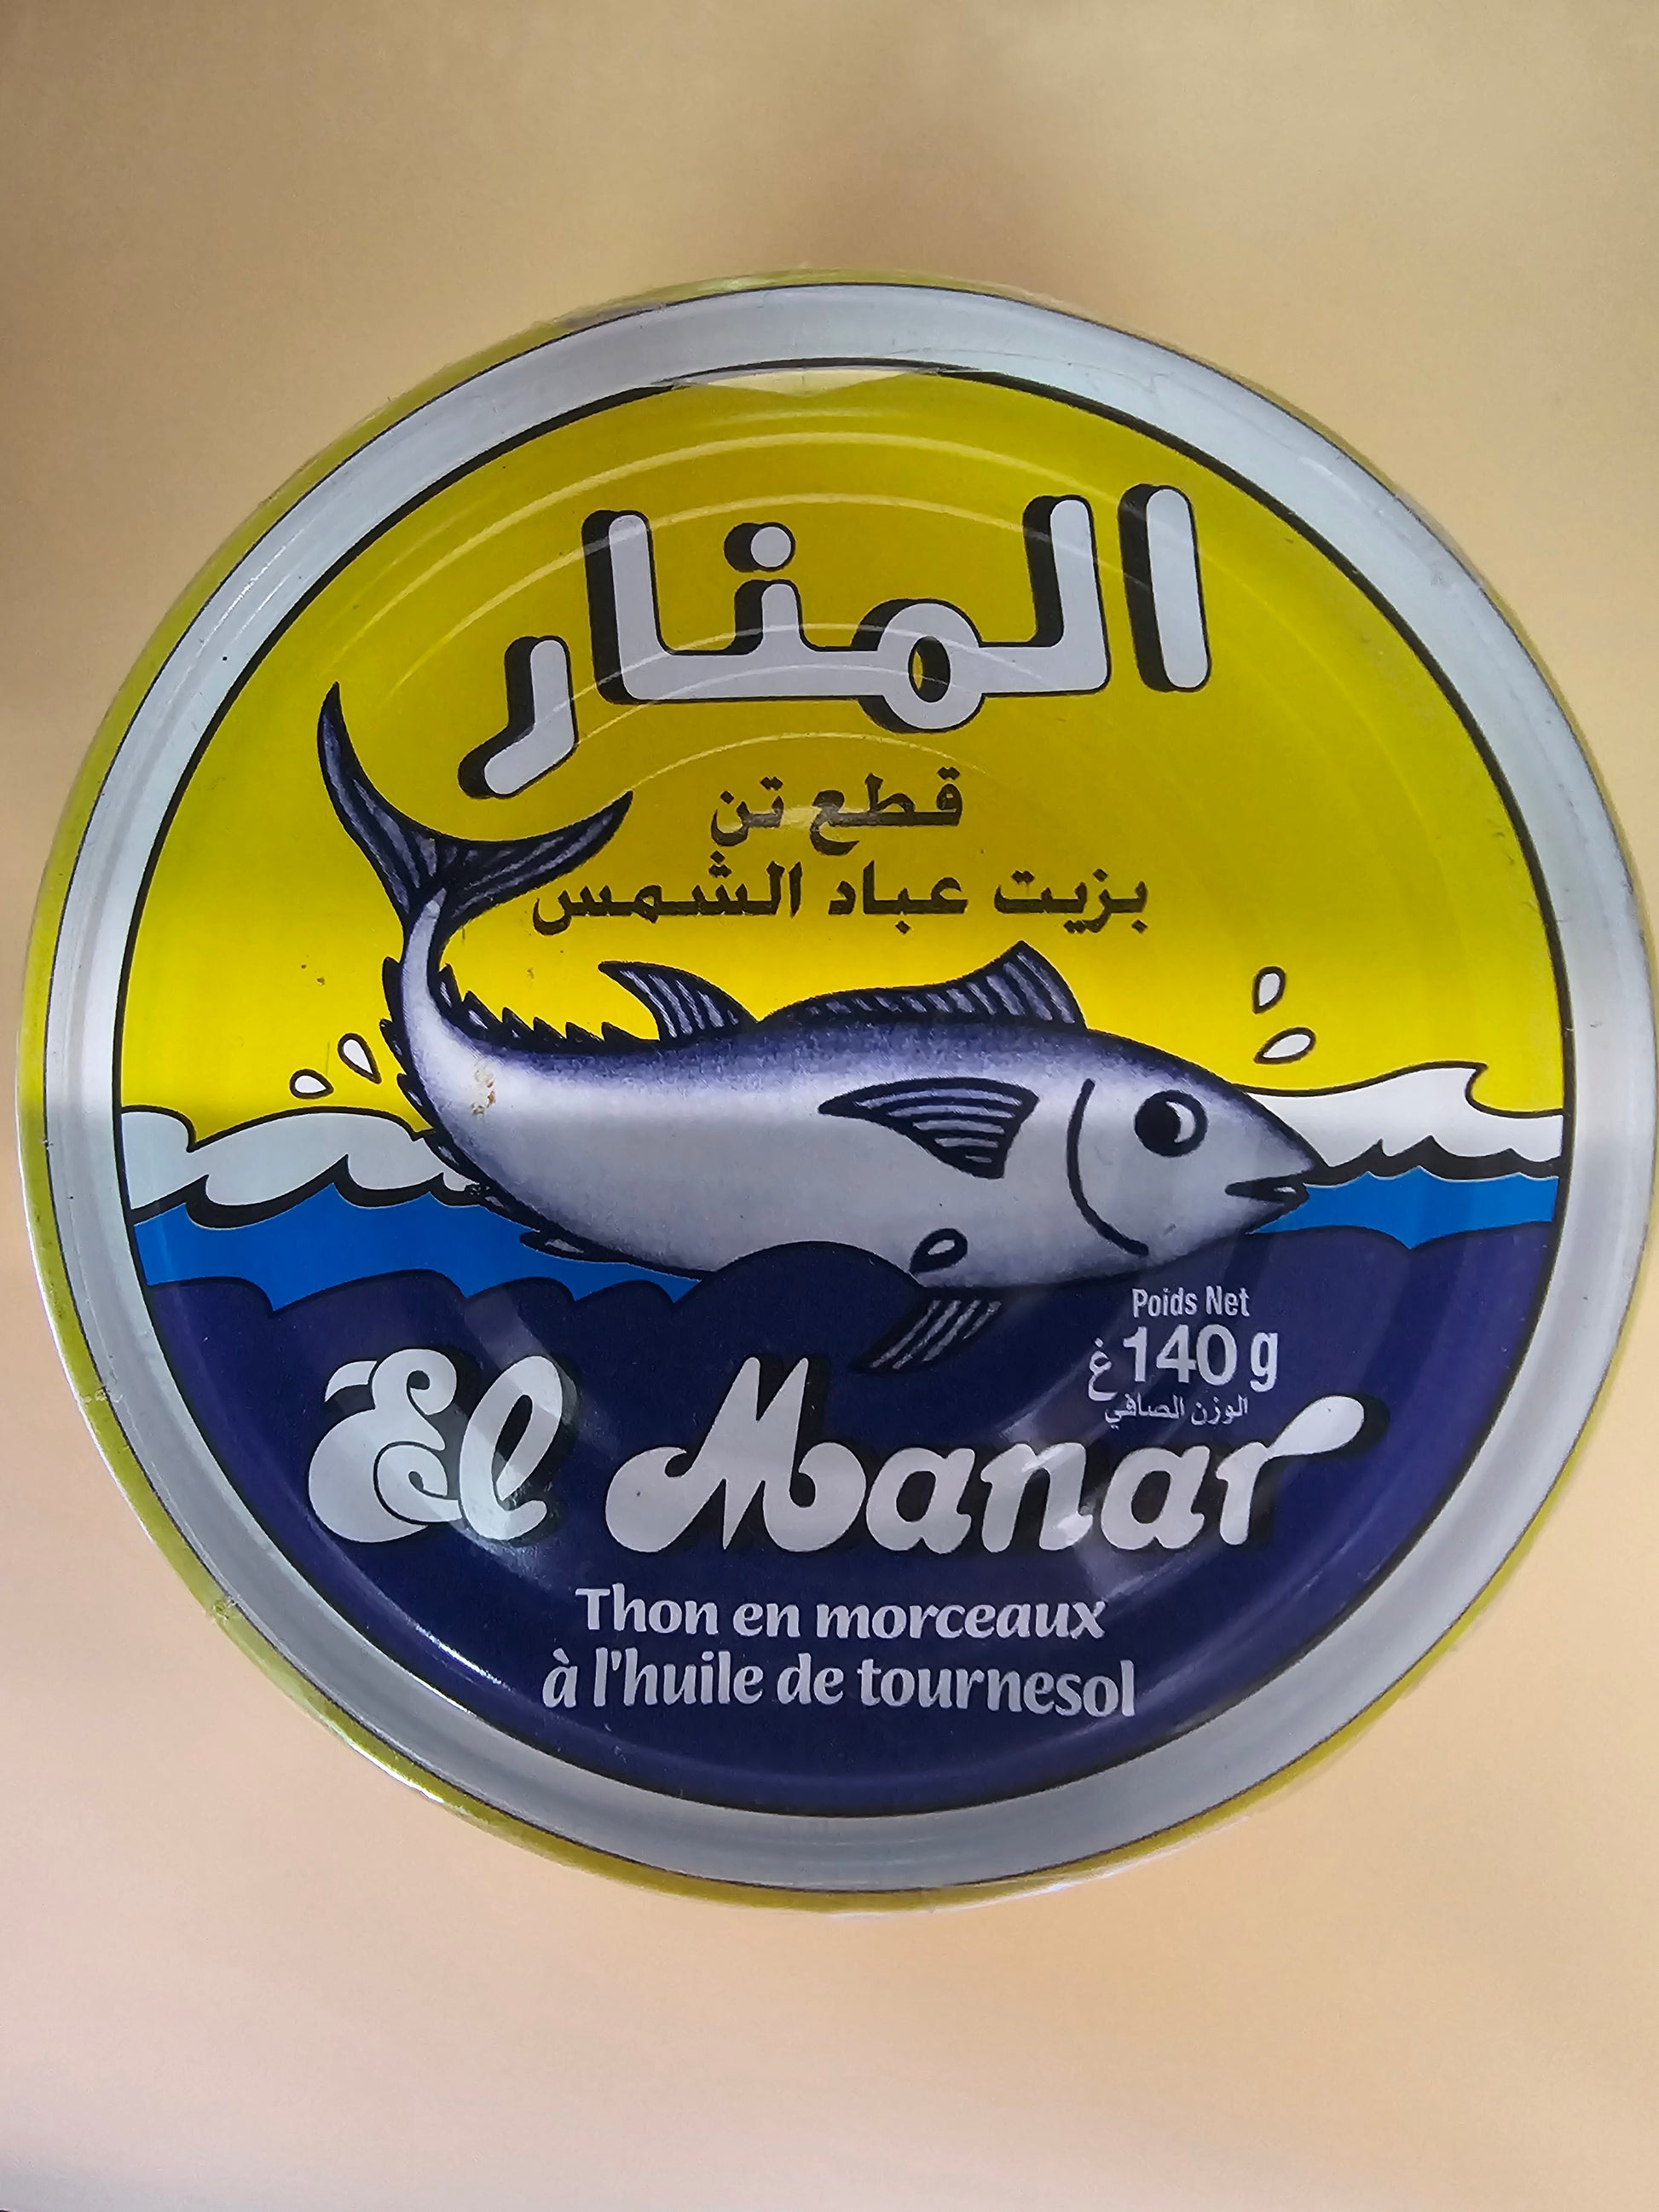 المنار
قطع تن
بزيت عباد الشمس
Poids Net
140 g غ
الوزن الصافي
El Manar
Thon en morceaux
à l'huile de tournesol